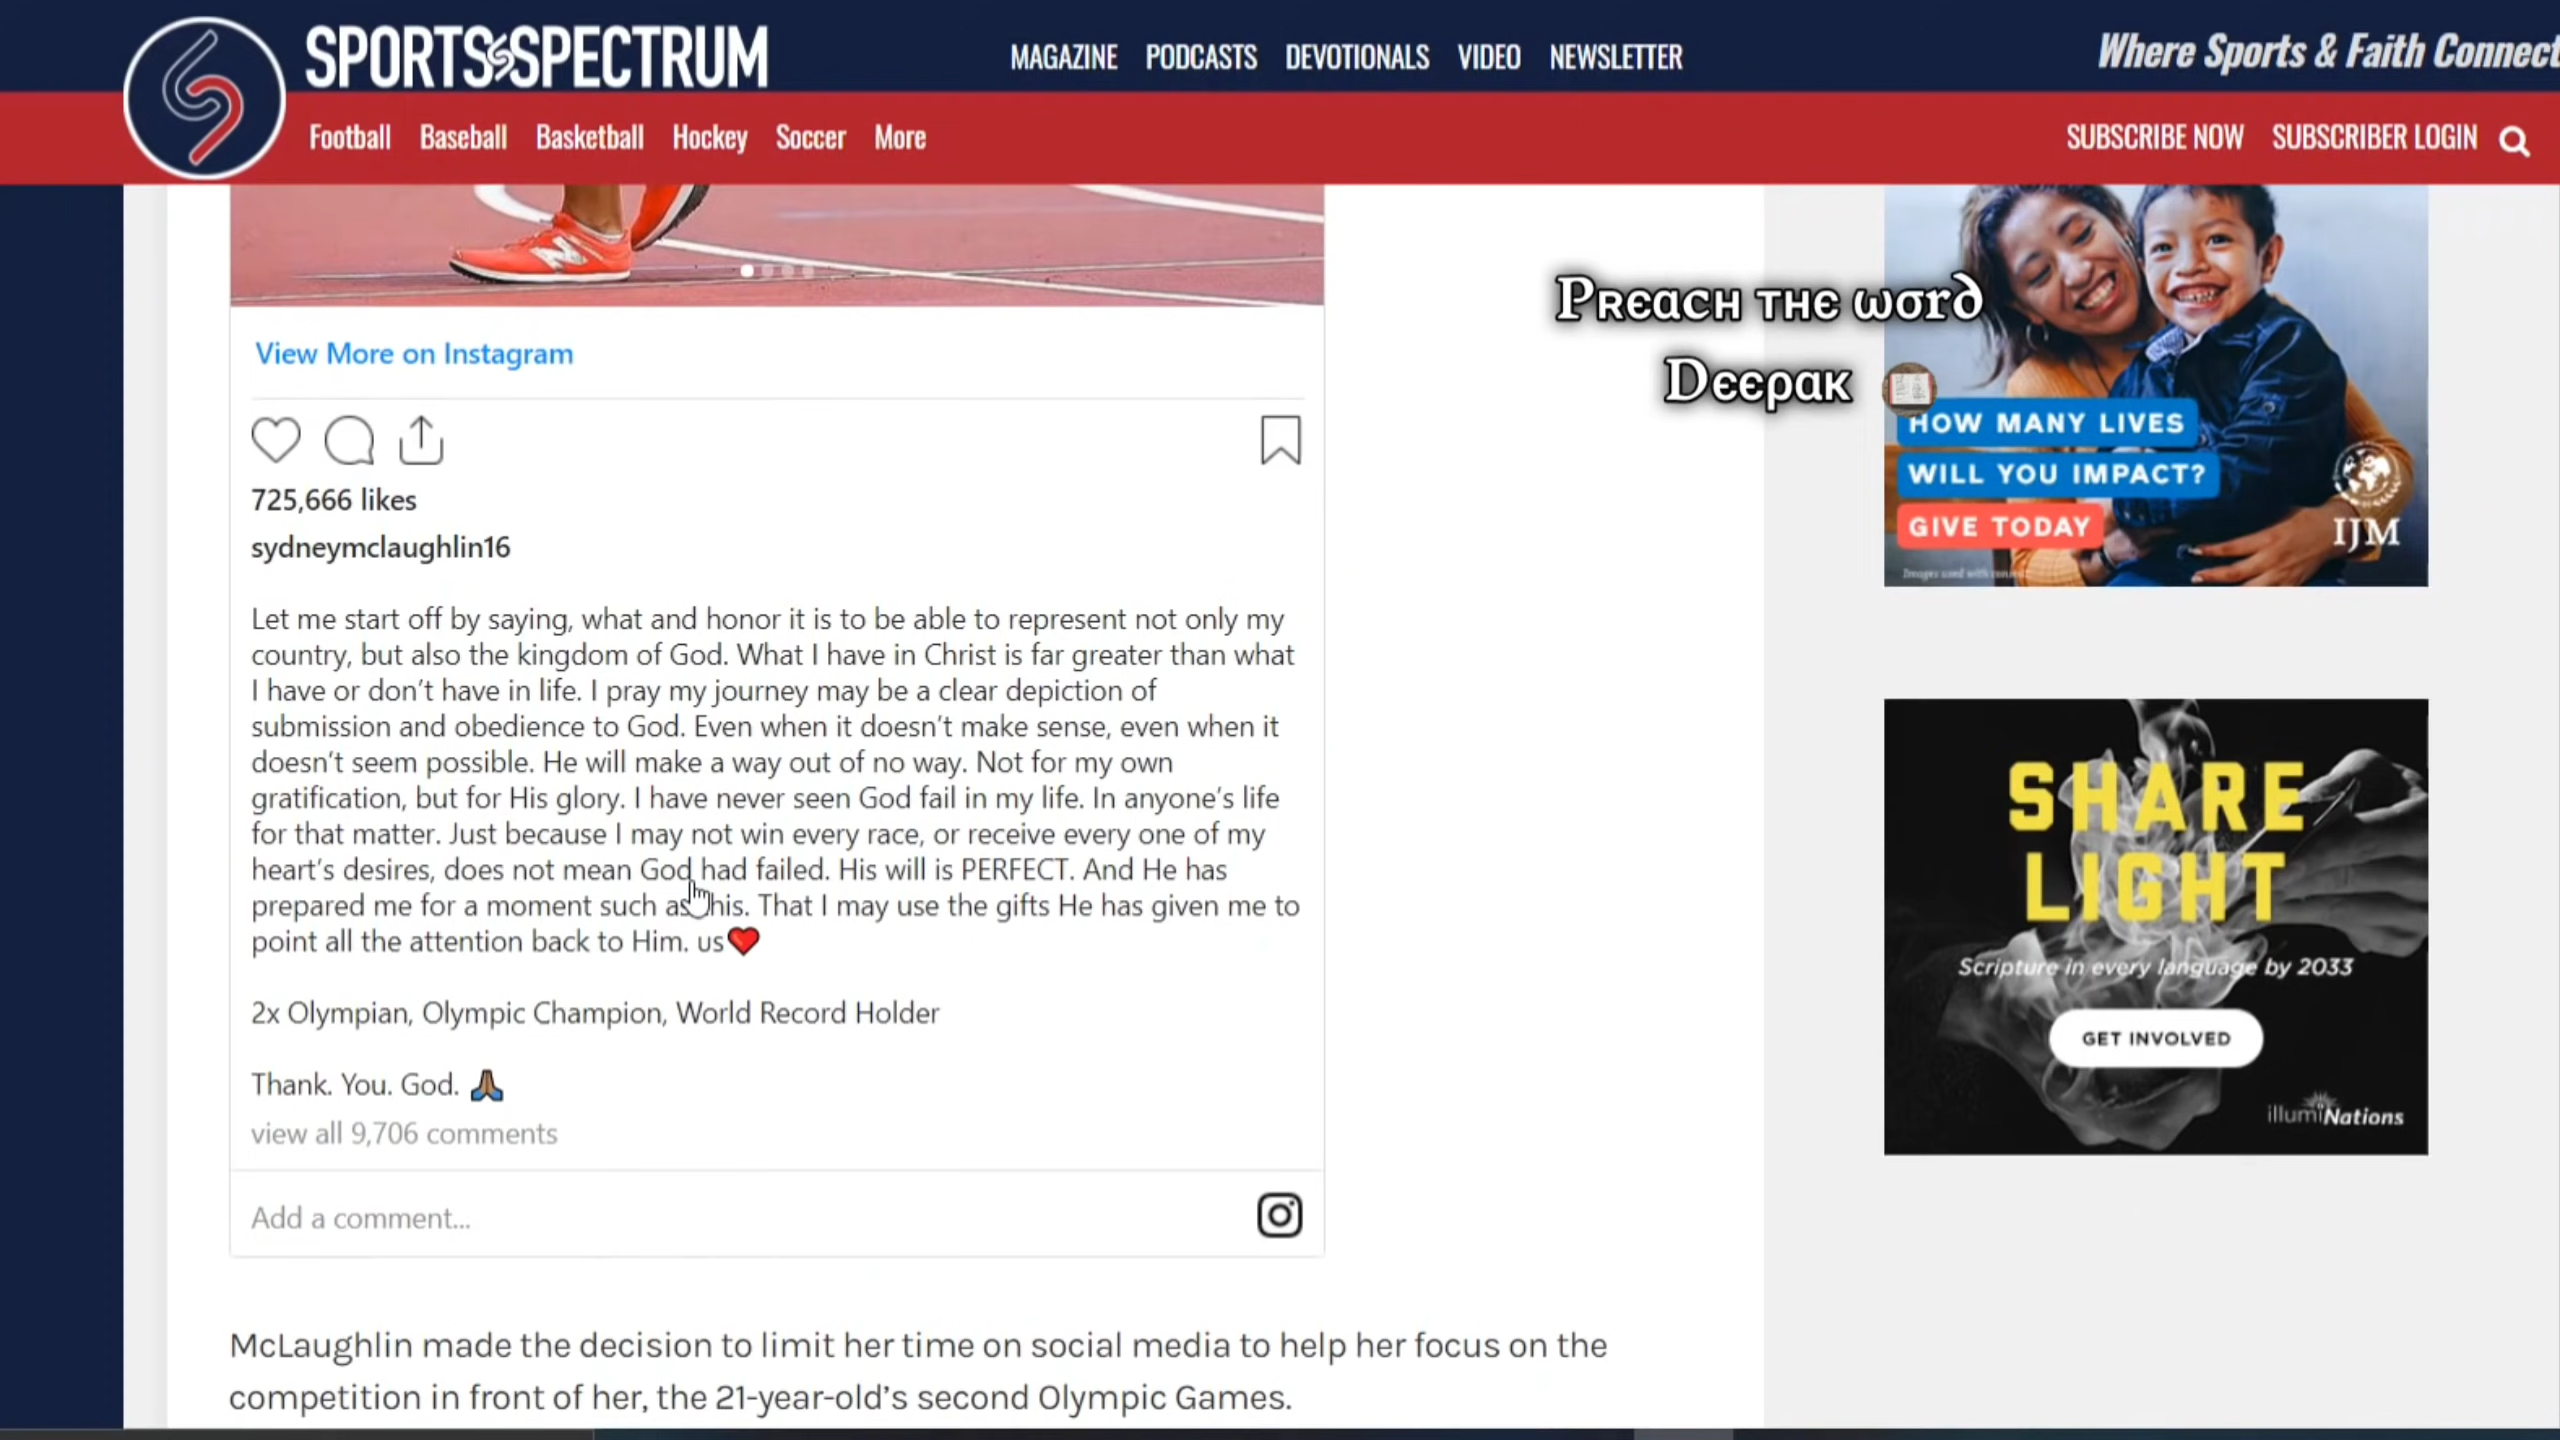 SPORTS SPECTRUM
MAGAZINE PODCASTS DEVOTIONALS VIDEO NEWSLETTER
Where Sports & Faith Connect
Football Baseball Basketball Hockey Soccer More
SUBSCRIBE NOW SUBSCRIBER LOGIN
N
View More on Instagram
725,666 likes
sydneymclaughlin16
Let me start off by saying, what and honor it is to be able to represent not only my
country, but also the kingdom of God. What I have in Christ is far greater than what
I have or don't have in life. I pray my journey may be a clear depiction of
submission and obedience to God. Even when it doesn't make sense, even when it
doesn't seem possible. He will make a way out of no way. Not for my own
gratification, but for His glory. I have never seen God fail in my life. In anyone's life
for that matter. Just because I may not win every race, or receive every one of my
heart's desires, does not mean God had failed. His will is PERFECT. And He has
prepared me for a moment such as this. That I may use the gifts He has given me to
point all the attention back to Him. us❤️
2x Olympian, Olympic Champion, World Record Holder
Thank. You. God. 🙏🏾
view all 9,706 comments
Add a comment...
McLaughlin made the decision to limit her time on social media to help her focus on the
competition in front of her, the 21-year-old's second Olympic Games.
Preach the word
Deepak
HOW MANY LIVES
WILL YOU IMPACT?
GIVE TODAY
IJM
Images used with
SHARE
LIGHT
Scripture in every language by 2033
GET INVOLVED
illumiNations